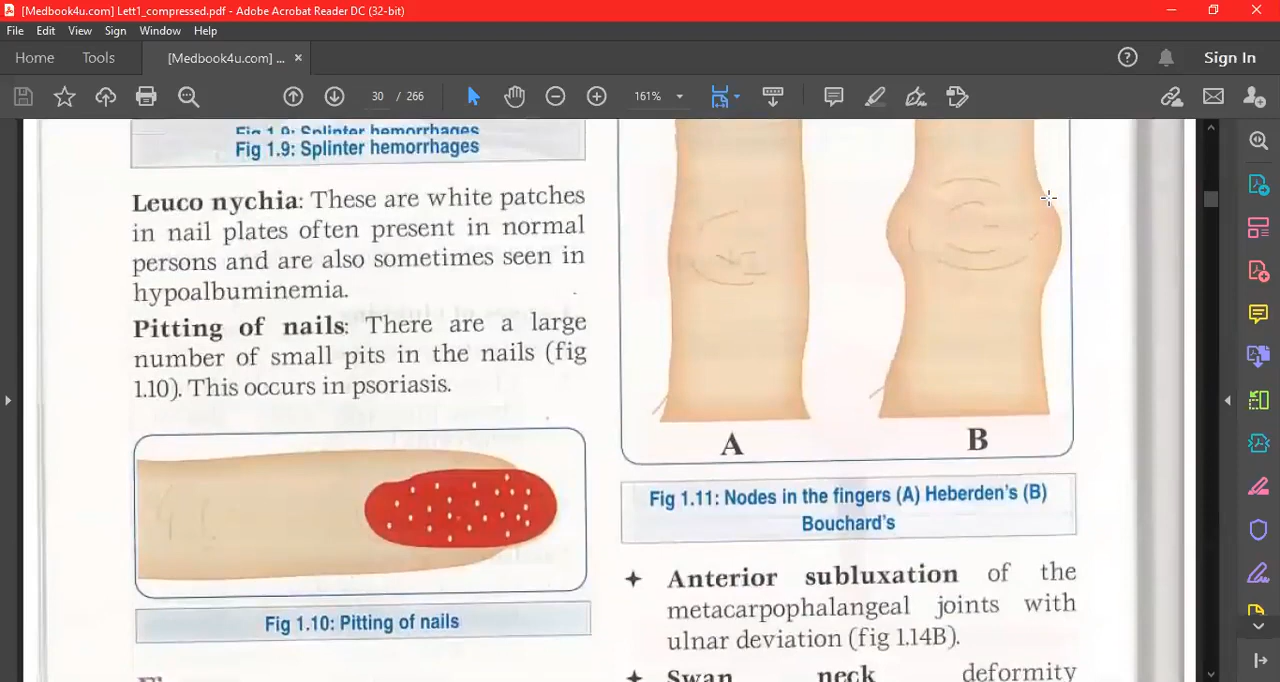 [Medbook4u.com] Lett1_compressed.pdf - Adobe Acrobat Reader DC (32-bit)
File Edit View Sign Window Help
Home Tools [Medbook4u.com] ... × Sign In
30 / 266 161%
Fig 1.9: Splinter hemorrhages
Fig 1.9: Splinter hemorrhages
Leuco nychia: These are white patches
in nail plates often present in normal
persons and are also sometimes seen in
hypoalbuminemia.
Pitting of nails: There are a large
number of small pits in the nails (fig
1.10). This occurs in psoriasis.
Fig 1.10: Pitting of nails
A B
Fig 1.11: Nodes in the fingers (A) Heberden's (B)
Bouchard's
Anterior subluxation of the
metacarpophalangeal joints with
ulnar deviation (fig 1.14B).
Swan neck deformity